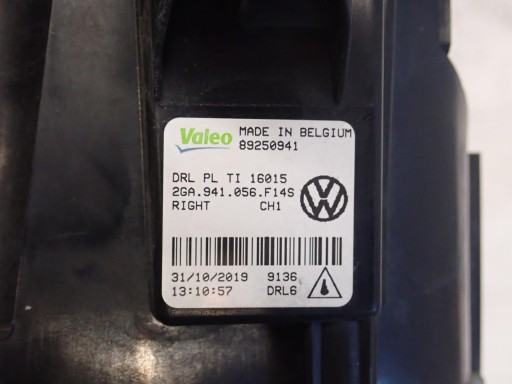 Valeo MADE IN BELGIUM
89250941
DRL PL TI 16015
2GA.941.056.F14S
RIGHT CH1
31/10/2019 9136
13:10:57 DRL6